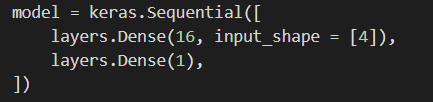 model = keras.Sequential([
    layers.Dense(16, input_shape = [4]),
    layers.Dense(1),
])